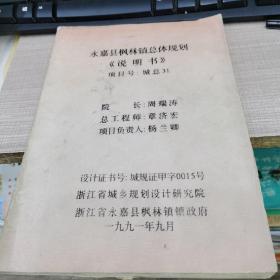 永嘉县枫林镇总体规划
《说明书》
项目号：城总31
院长：周瑞涛
总工程师：章济宏
项目负责人：杨兰卿
设计证书号：城规证甲字0015号
浙江省城乡规划设计研究院
浙江省永嘉县枫林镇镇政府
一九九一年九月